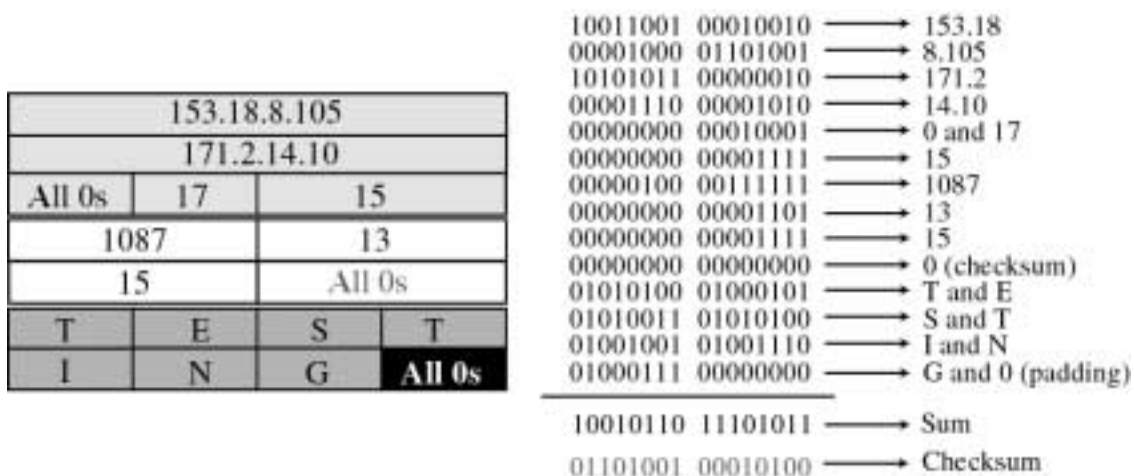 153.18.8.105
171.2.14.10
All 0s 17 15
1087 13
15 All 0s
T E S T
I N G All 0s
10011001 00010010 153.18
00001000 01101001 8.105
10101011 00000010 171.2
00001110 00001010 14.10
00000000 00010001 0 and 17
00000000 00001111 15
00000100 00111111 1087
00000000 00001101 13
00000000 00001111 15
00000000 00000000 0 (checksum)
01010100 01000101 T and E
01010011 01010100 S and T
01001001 01001110 I and N
01000111 00000000 G and 0 (padding)
10010110 11101011 Sum
01101001 00010100 Checksum